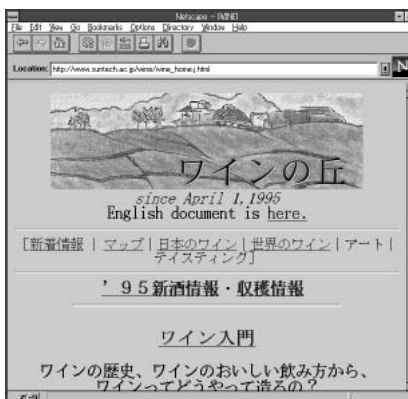 Netscape - [WINE]
File Edit View Go Bookmarks Options Directory Window Help
Location: http://www.suntech.ac.jp/wine/wine_homej.html
N
ワインの丘
since April 1,1995
English document is here.
[新着情報 | マップ | 日本のワイン | 世界のワイン | アート |
テイスティング]
'95新酒情報・収穫情報
ワイン入門
ワインの歴史、ワインのおいしい飲み方から、
ワインってどうやって造るの？